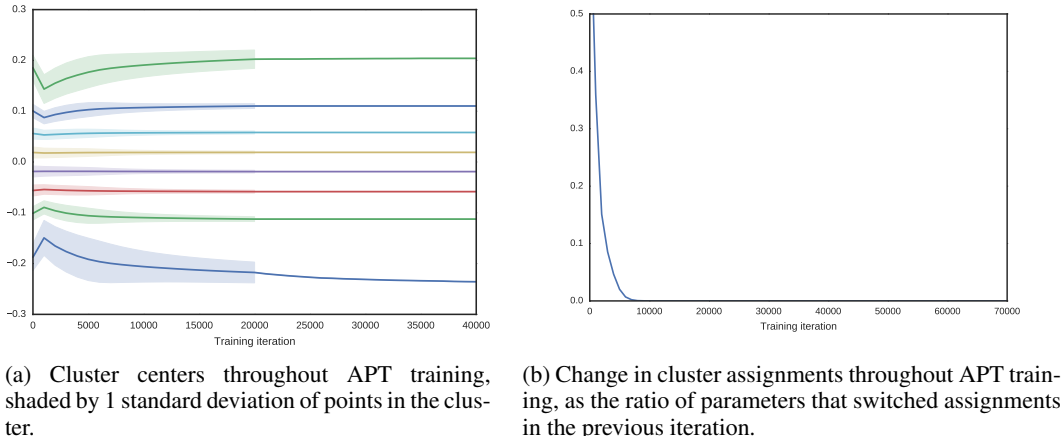 0.3
0.2
0.1
0.0
−0.1
−0.2
−0.3
0 5000 10000 15000 20000 25000 30000 35000 40000
Training iteration
0.5
0.4
0.3
0.2
0.1
0.0
0 10000 20000 30000 40000 50000 60000 70000
Training iteration
(a) Cluster centers throughout APT training,
shaded by 1 standard deviation of points in the clus-
ter.
(b) Change in cluster assignments throughout APT train-
ing, as the ratio of parameters that switched assignments
in the previous iteration.